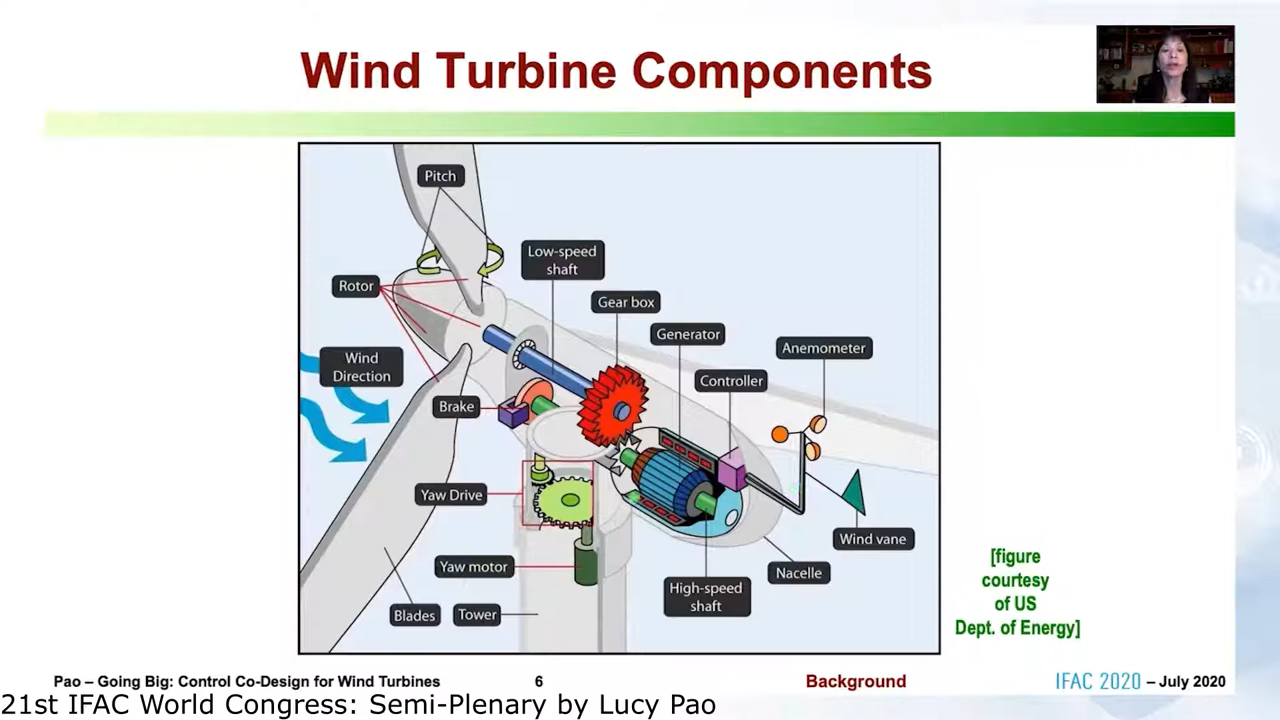 Wind Turbine Components
Pitch
Low-speed
shaft
Rotor
Gear box
Generator
Anemometer
Wind
Direction
Controller
Brake
Yaw Drive
Wind vane
Yaw motor
Nacelle
High-speed
shaft
Blades
Tower
[figure
courtesy
of US
Dept. of Energy]
Pao – Going Big: Control Co-Design for Wind Turbines
6
Background
IFAC 2020 – July 2020
21st IFAC World Congress: Semi-Plenary by Lucy Pao